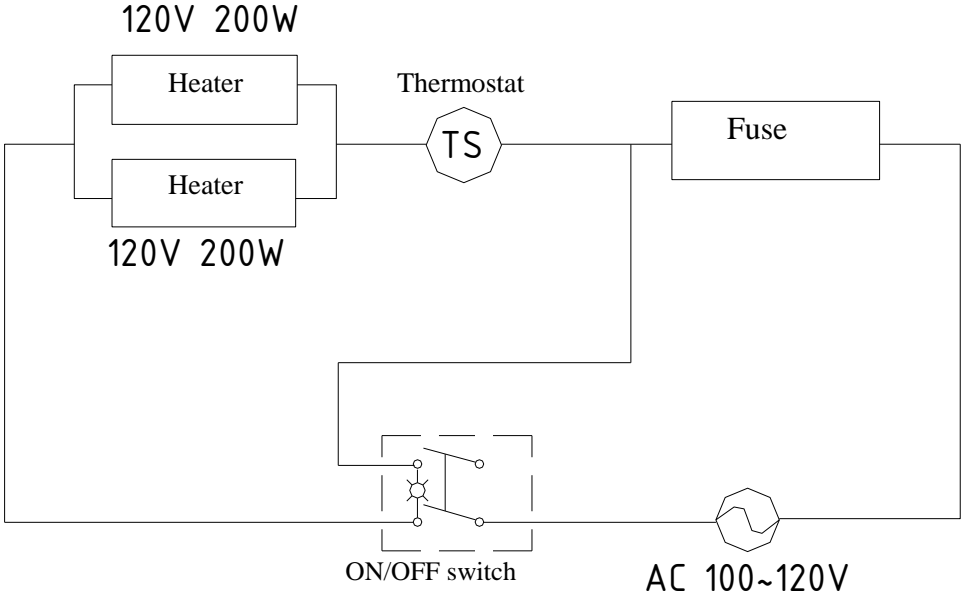 120V 200W
Heater
Thermostat
TS
Fuse
Heater
120V 200W
ON/OFF switch
AC 100~120V